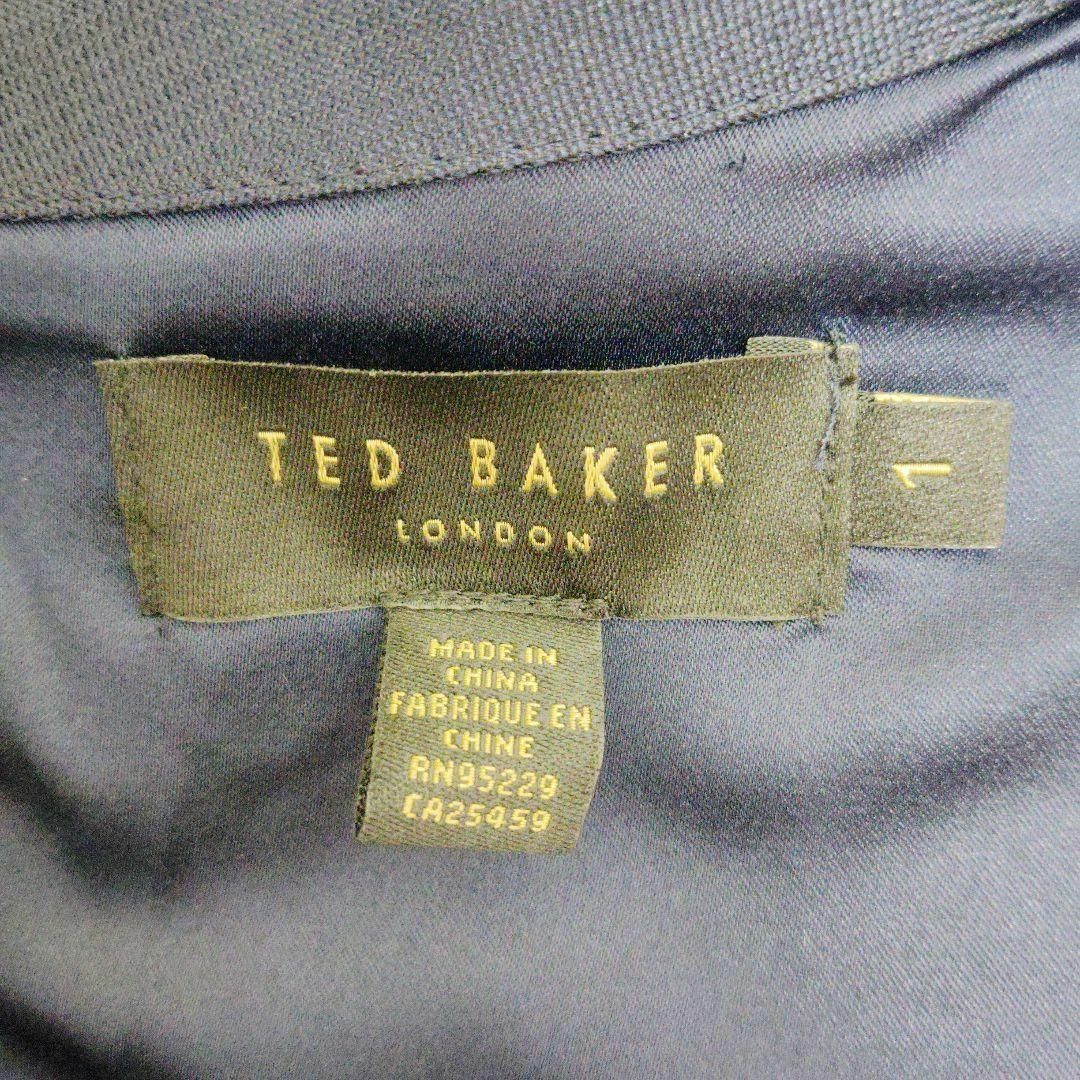 TED BAKER
LONDON
1
MADE IN
CHINA
FABRIQUE EN
CHINE
RN95229
CA25459